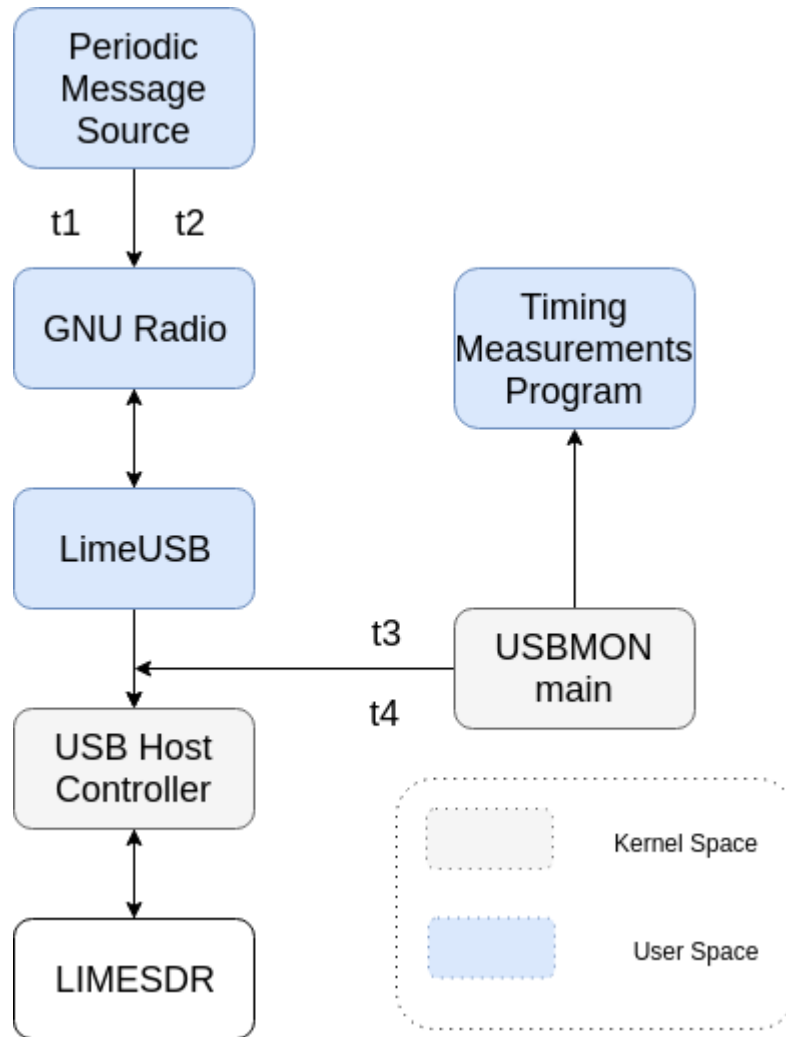 Periodic
Message
Source
t1
t2
GNU Radio
Timing
Measurements
Program
LimeUSB
t3
USBMON
main
t4
USB Host
Controller
Kernel Space
User Space
LIMESDR